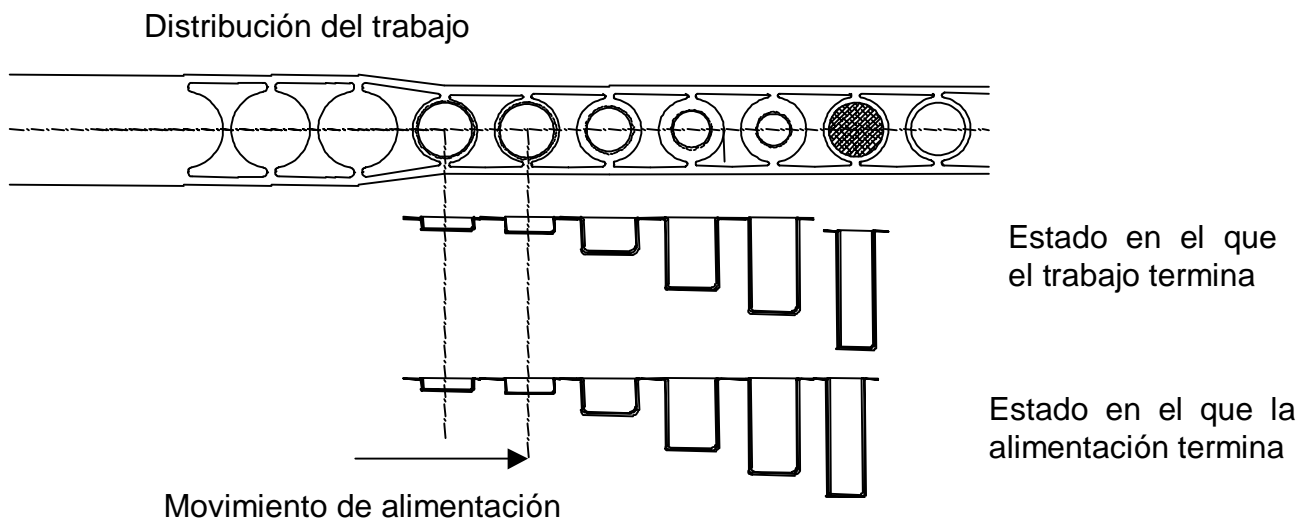 Distribución del trabajo
Estado en el que
el trabajo termina
Estado en el que la
alimentación termina
Movimiento de alimentación